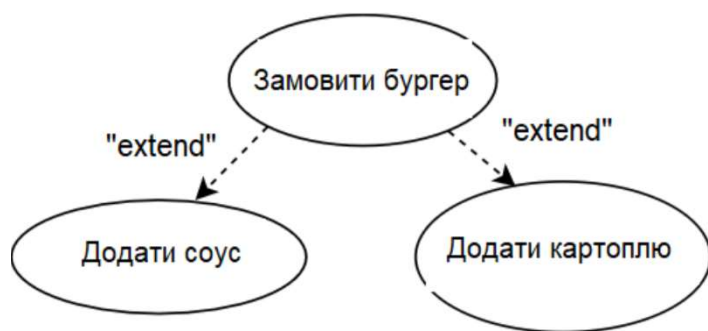 Замовити бургер
"extend"
"extend"
Додати соус
Додати картоплю